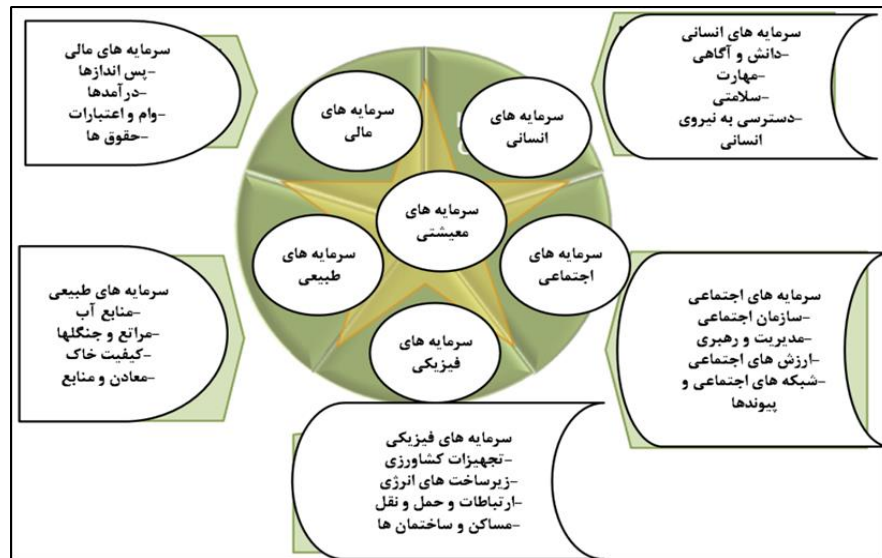 سرمایه های انسانی
-دانش و آگاهی
-مهارت
-سلامتی
-دسترسی به نیروی
انسانی
سرمایه های مالی
-پس اندازها
-درآمدها
-وام و اعتبارات
-حقوق ها
سرمایه های
انسانی
سرمایه های
مالی
سرمایه های
معیشتی
سرمایه های
اجتماعی
سرمایه های
طبیعی
سرمایه های
فیزیکی
سرمایه های اجتماعی
-سازمان اجتماعی
-مدیریت و رهبری
-ارزش های اجتماعی
-شبکه های اجتماعی و
پیوندها
سرمایه های طبیعی
-منابع آب
-مراتع و جنگلها
-کیفیت خاک
-معادن و منابع
سرمایه های فیزیکی
-تجهیزات کشاورزی
-زیرساخت های انرژی
-ارتباطات و حمل و نقل
-مساکن و ساختمان ها